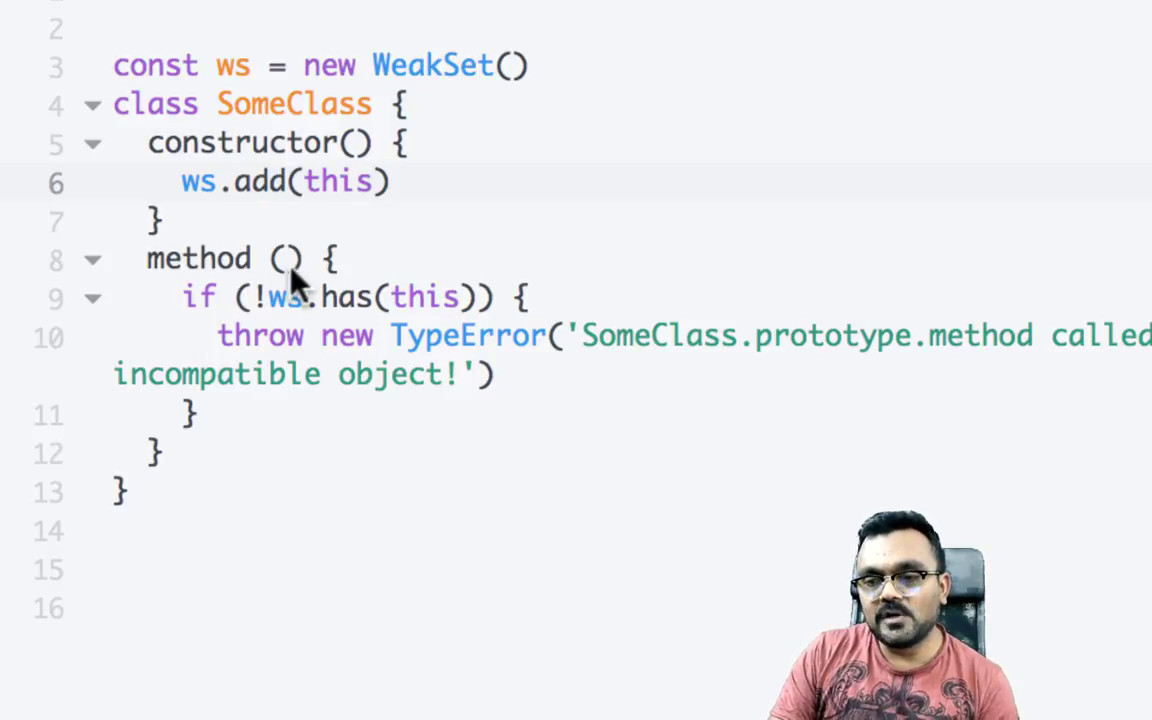 2
3 const ws = new WeakSet()
4 class SomeClass {
5 constructor() {
6 ws.add(this)
7 }
8 method () {
9 if (!ws.has(this)) {
10 throw new TypeError('SomeClass.prototype.method called
incompatible object!')
11 }
12 }
13 }
14
15
16